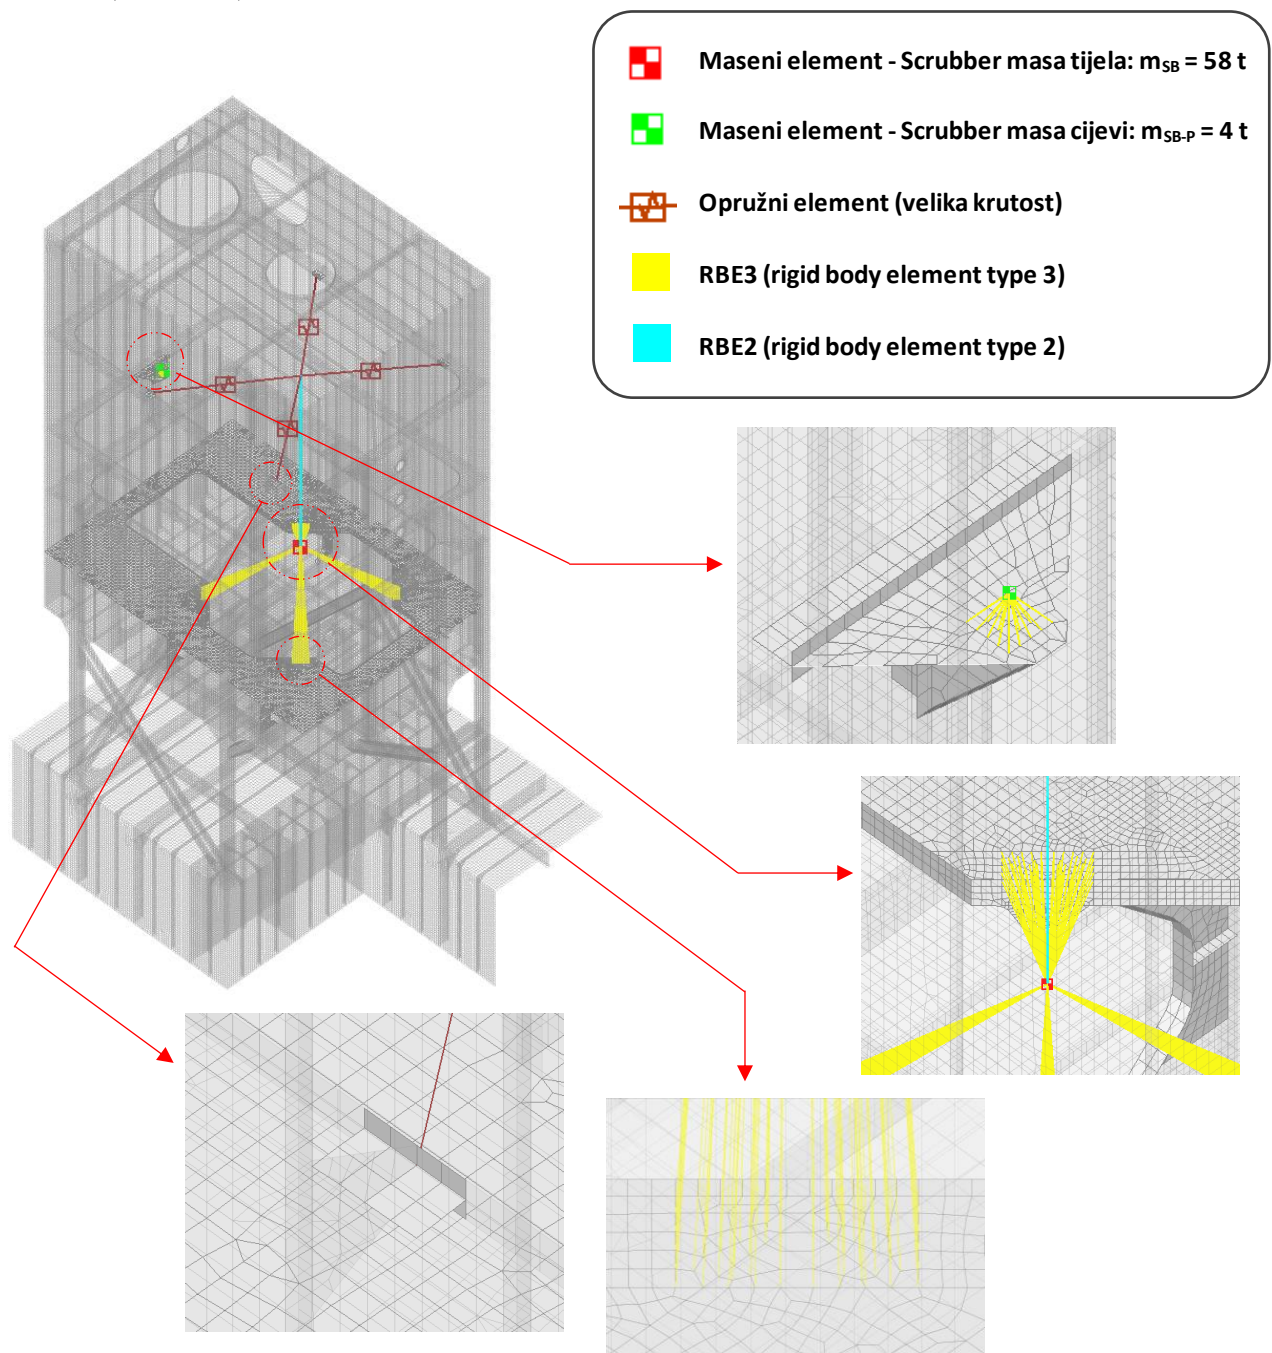 Maseni element - Scrubber masa tijela: mSB = 58 t
Maseni element - Scrubber masa cijevi: mSB-P = 4 t
Opružni element (velika krutost)
RBE3 (rigid body element type 3)
RBE2 (rigid body element type 2)